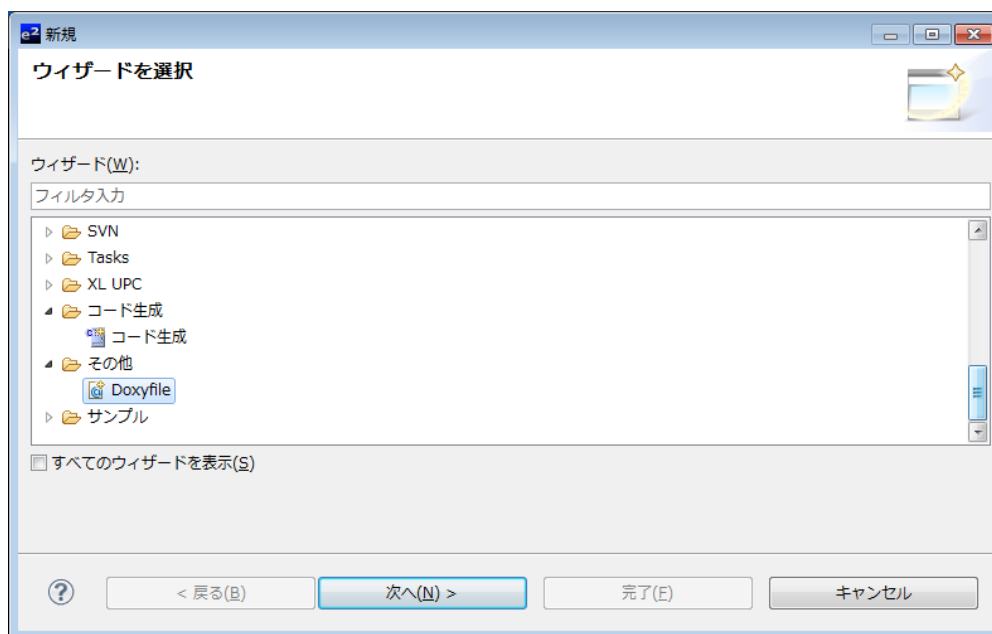 e² 新規
ウィザードを選択
ウィザード(W):
フィルタ入力
SVN
Tasks
XL UPC
コード生成
コード生成
その他
Doxyfile
サンプル
すべてのウィザードを表示(S)
? < 戻る(B) 次へ(N) > 完了(F) キャンセル